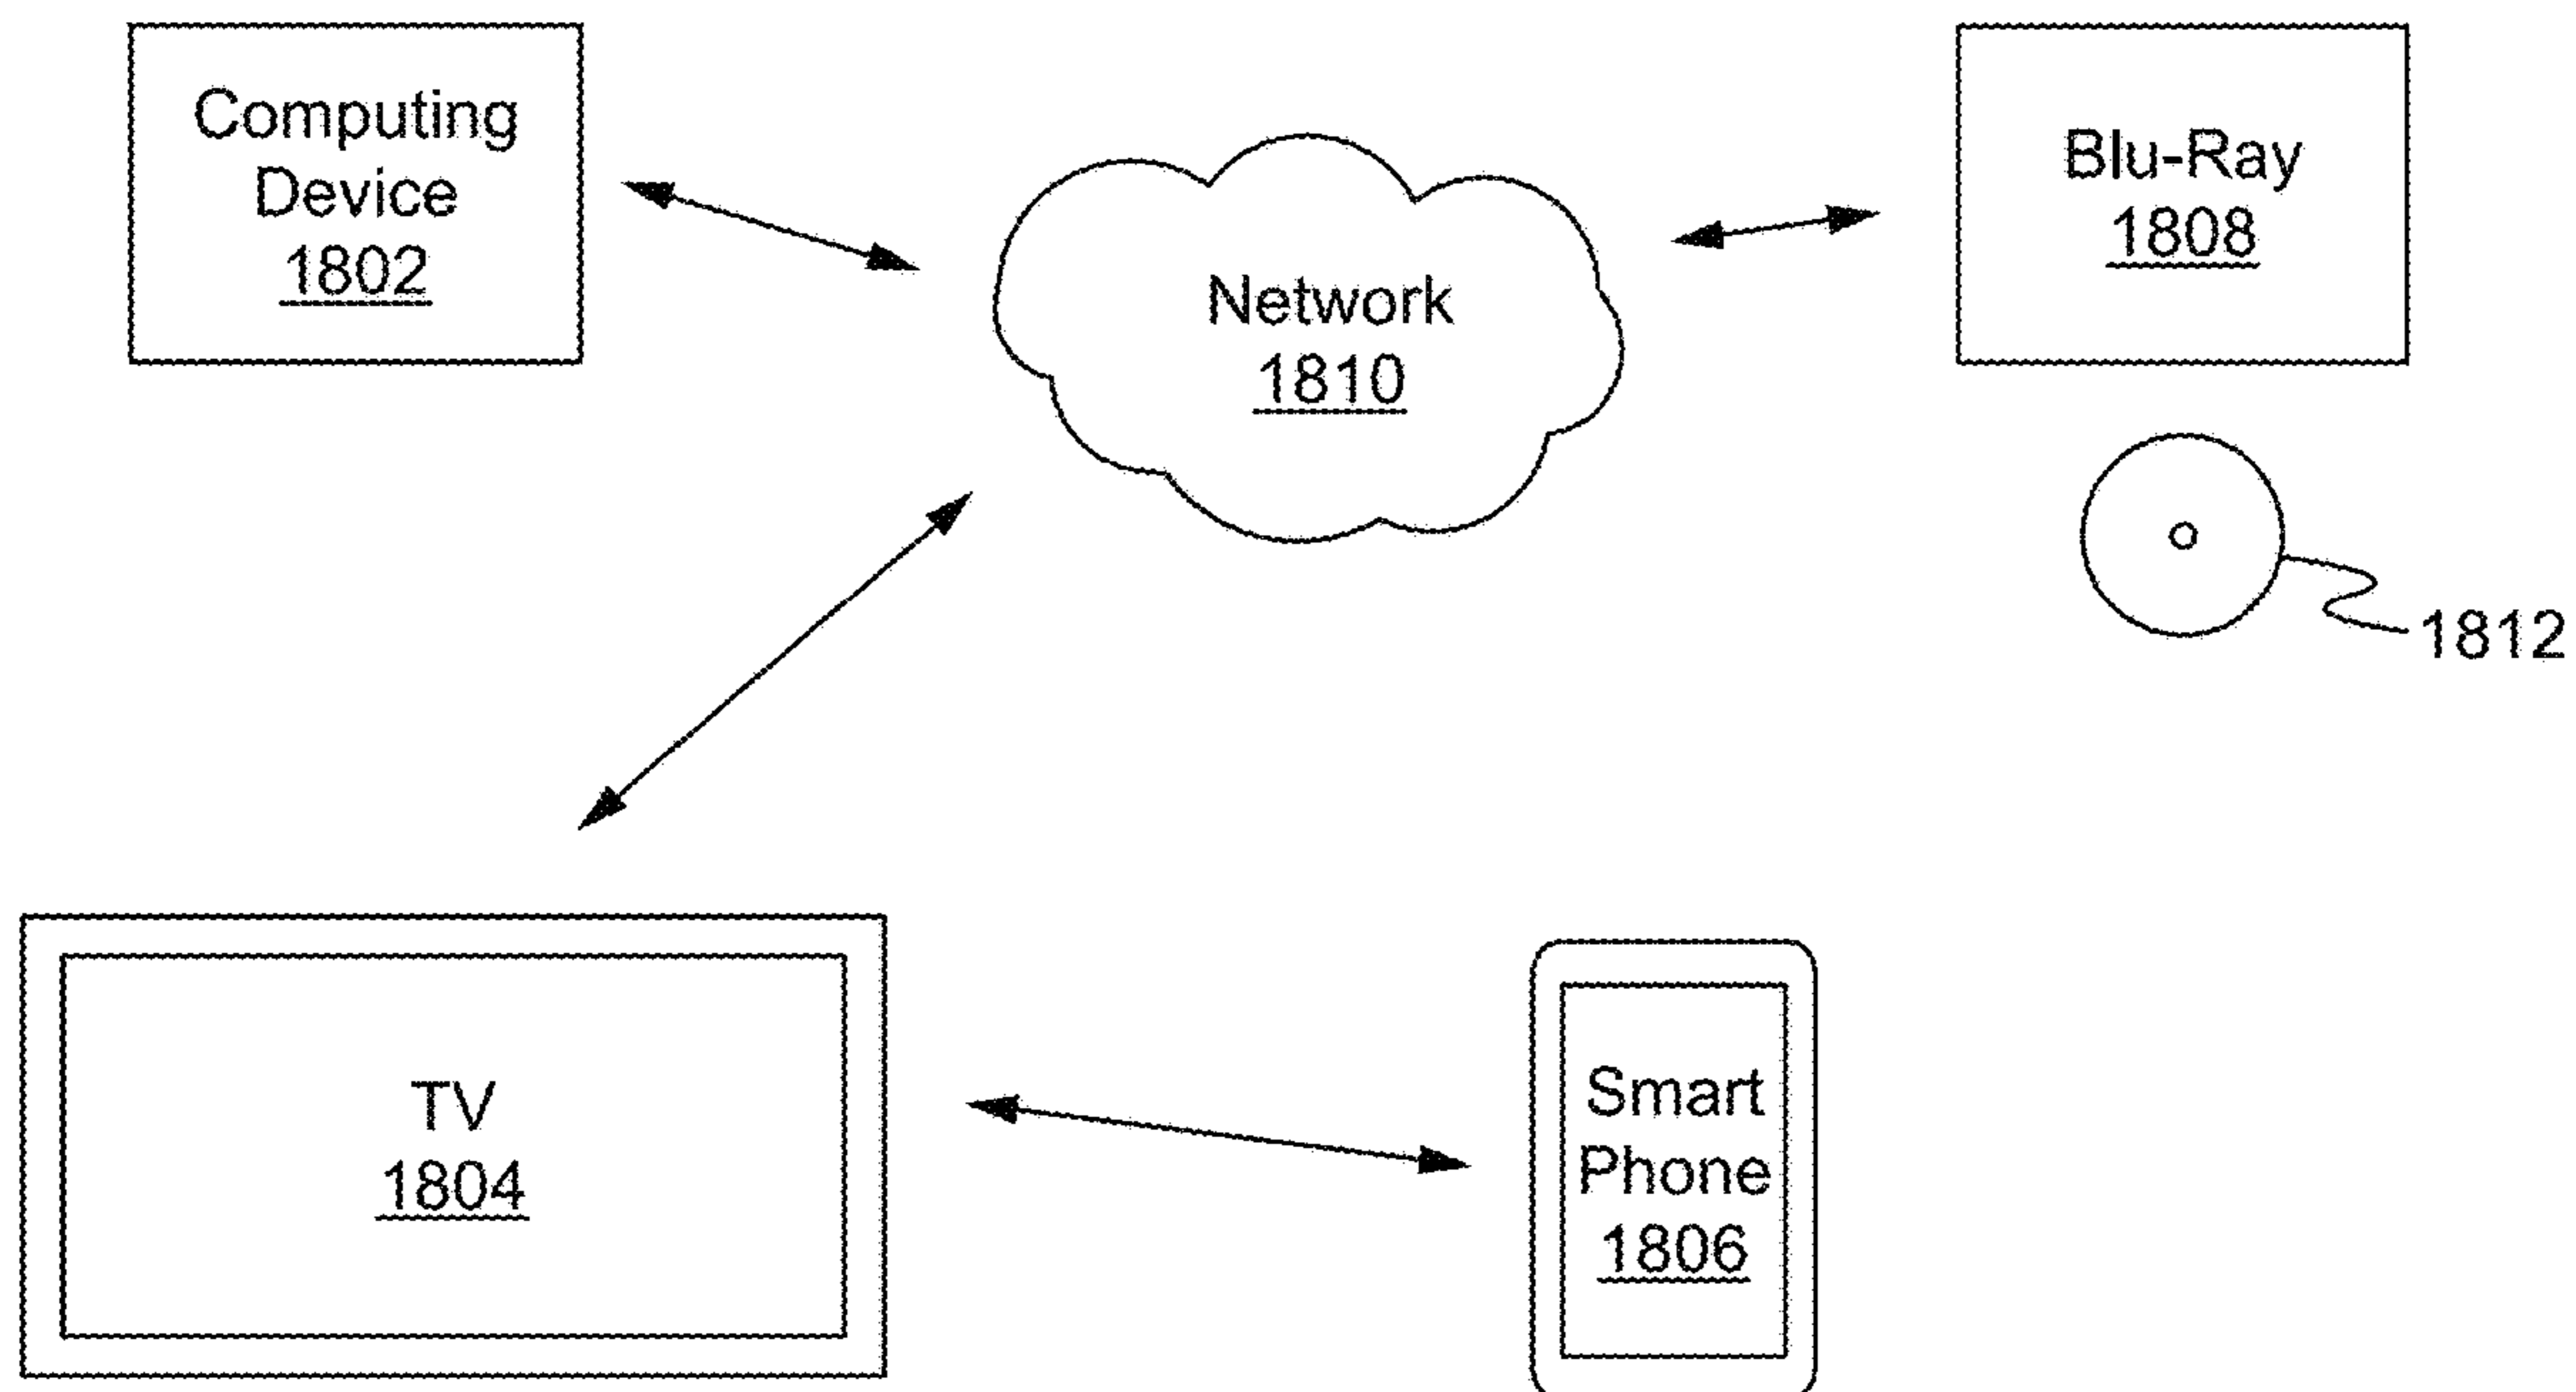 Computing
Device
1802
Network
1810
Blu-Ray
1808
1812
TV
1804
Smart
Phone
1806